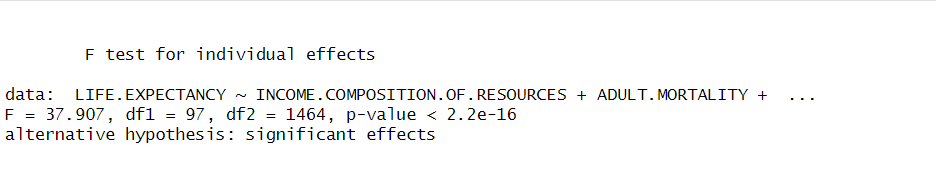 F test for individual effects
data:  LIFE.EXPECTANCY ~ INCOME.COMPOSITION.OF.RESOURCES + ADULT.MORTALITY +  ...
F = 37.907, df1 = 97, df2 = 1464, p-value < 2.2e-16
alternative hypothesis: significant effects